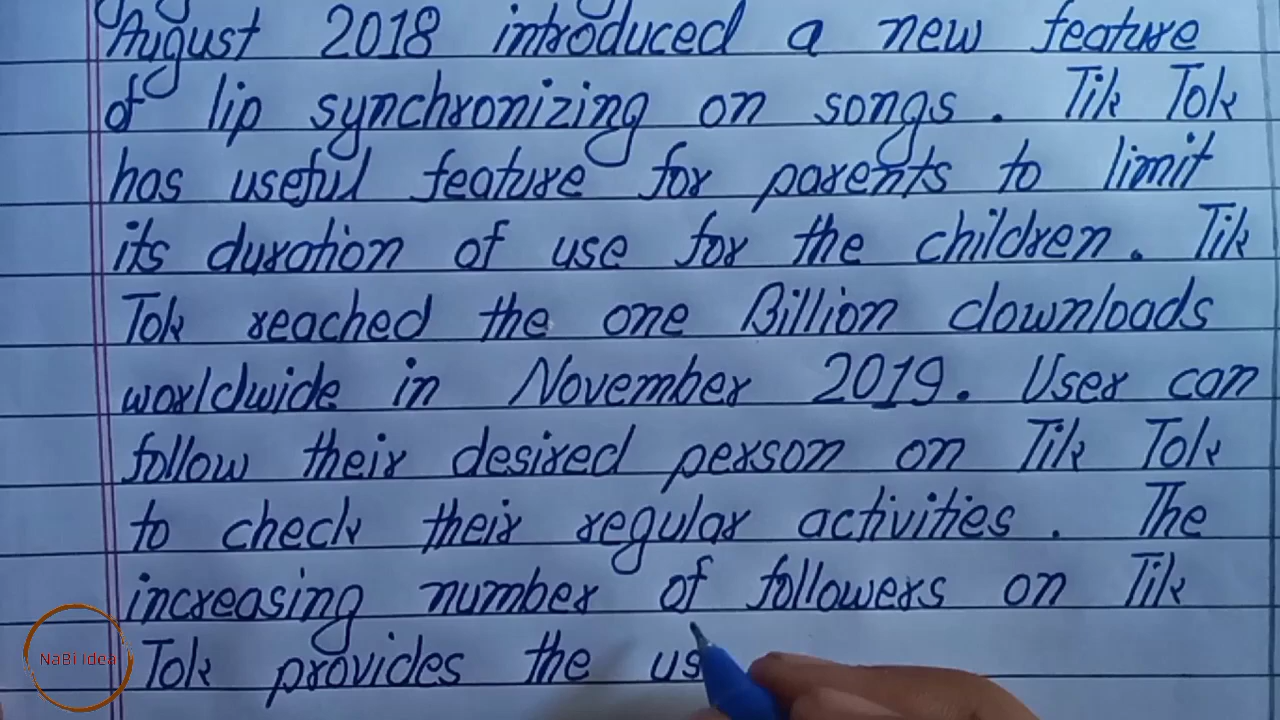 August 2018 introduced a new feature
of lip synchronizing on songs. Tik Tok
has useful feature for parents to limit
its duration of use for the children. Tik
Tok reached the one Billion downloads
worldwide in November 2019. User can
follow their desired person on Tik Tok
to check their regular activities. The
increasing number of followers on Tik
Tok provides the us
NaBi Idea